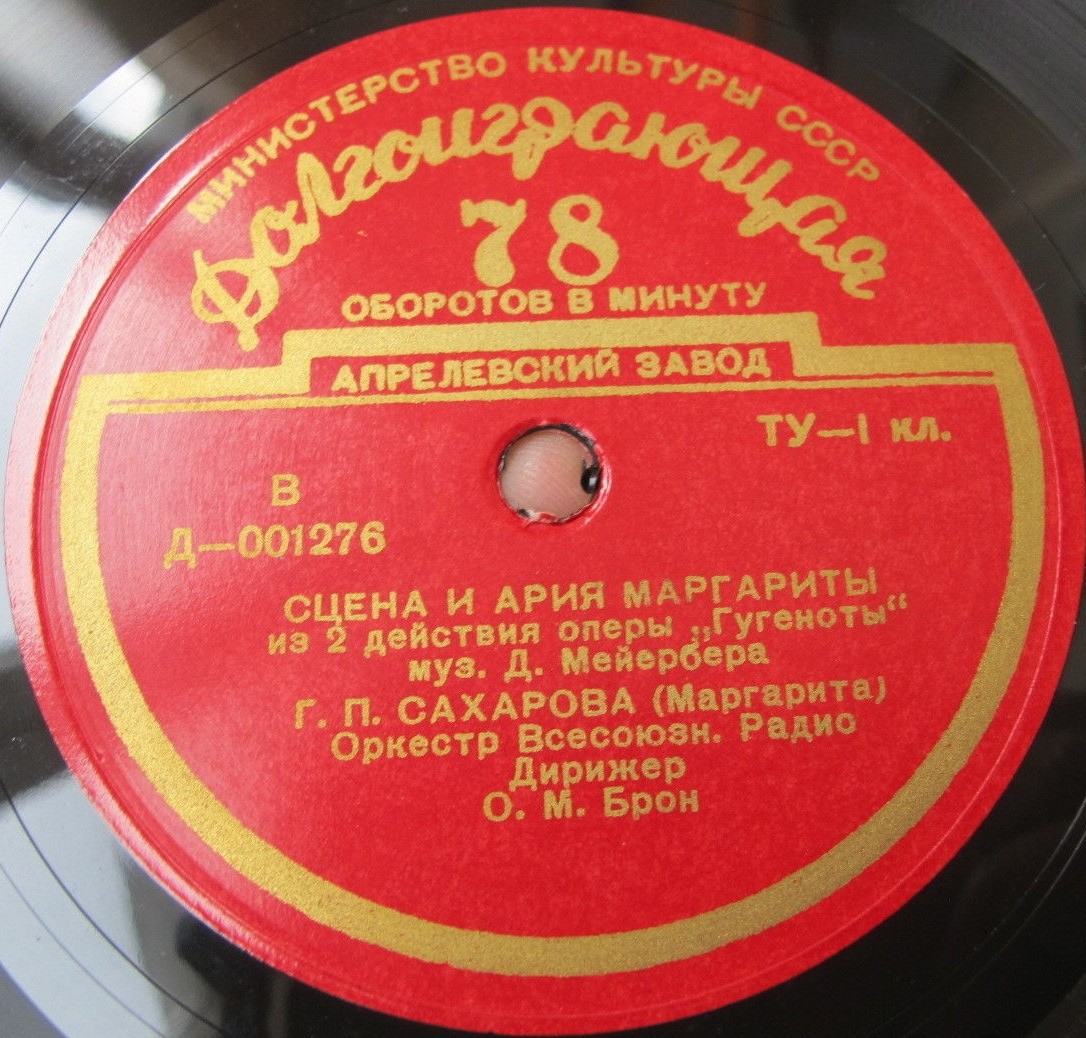 МИНИСТЕРСТВО КУЛЬТУРЫ СССР
Долгоиграющая
78
ОБОРОТОВ В МИНУТУ
АПРЕЛЕВСКИЙ ЗАВОД
ТУ—I кл.
В
Д—001276
СЦЕНА И АРИЯ МАРГАРИТЫ
из 2 действия оперы „Гугеноты“
муз. Д. Мейербера
Г. П. САХАРОВА (Маргарита)
Оркестр Всесоюзн. Радио
Дирижер
О. М. Брон